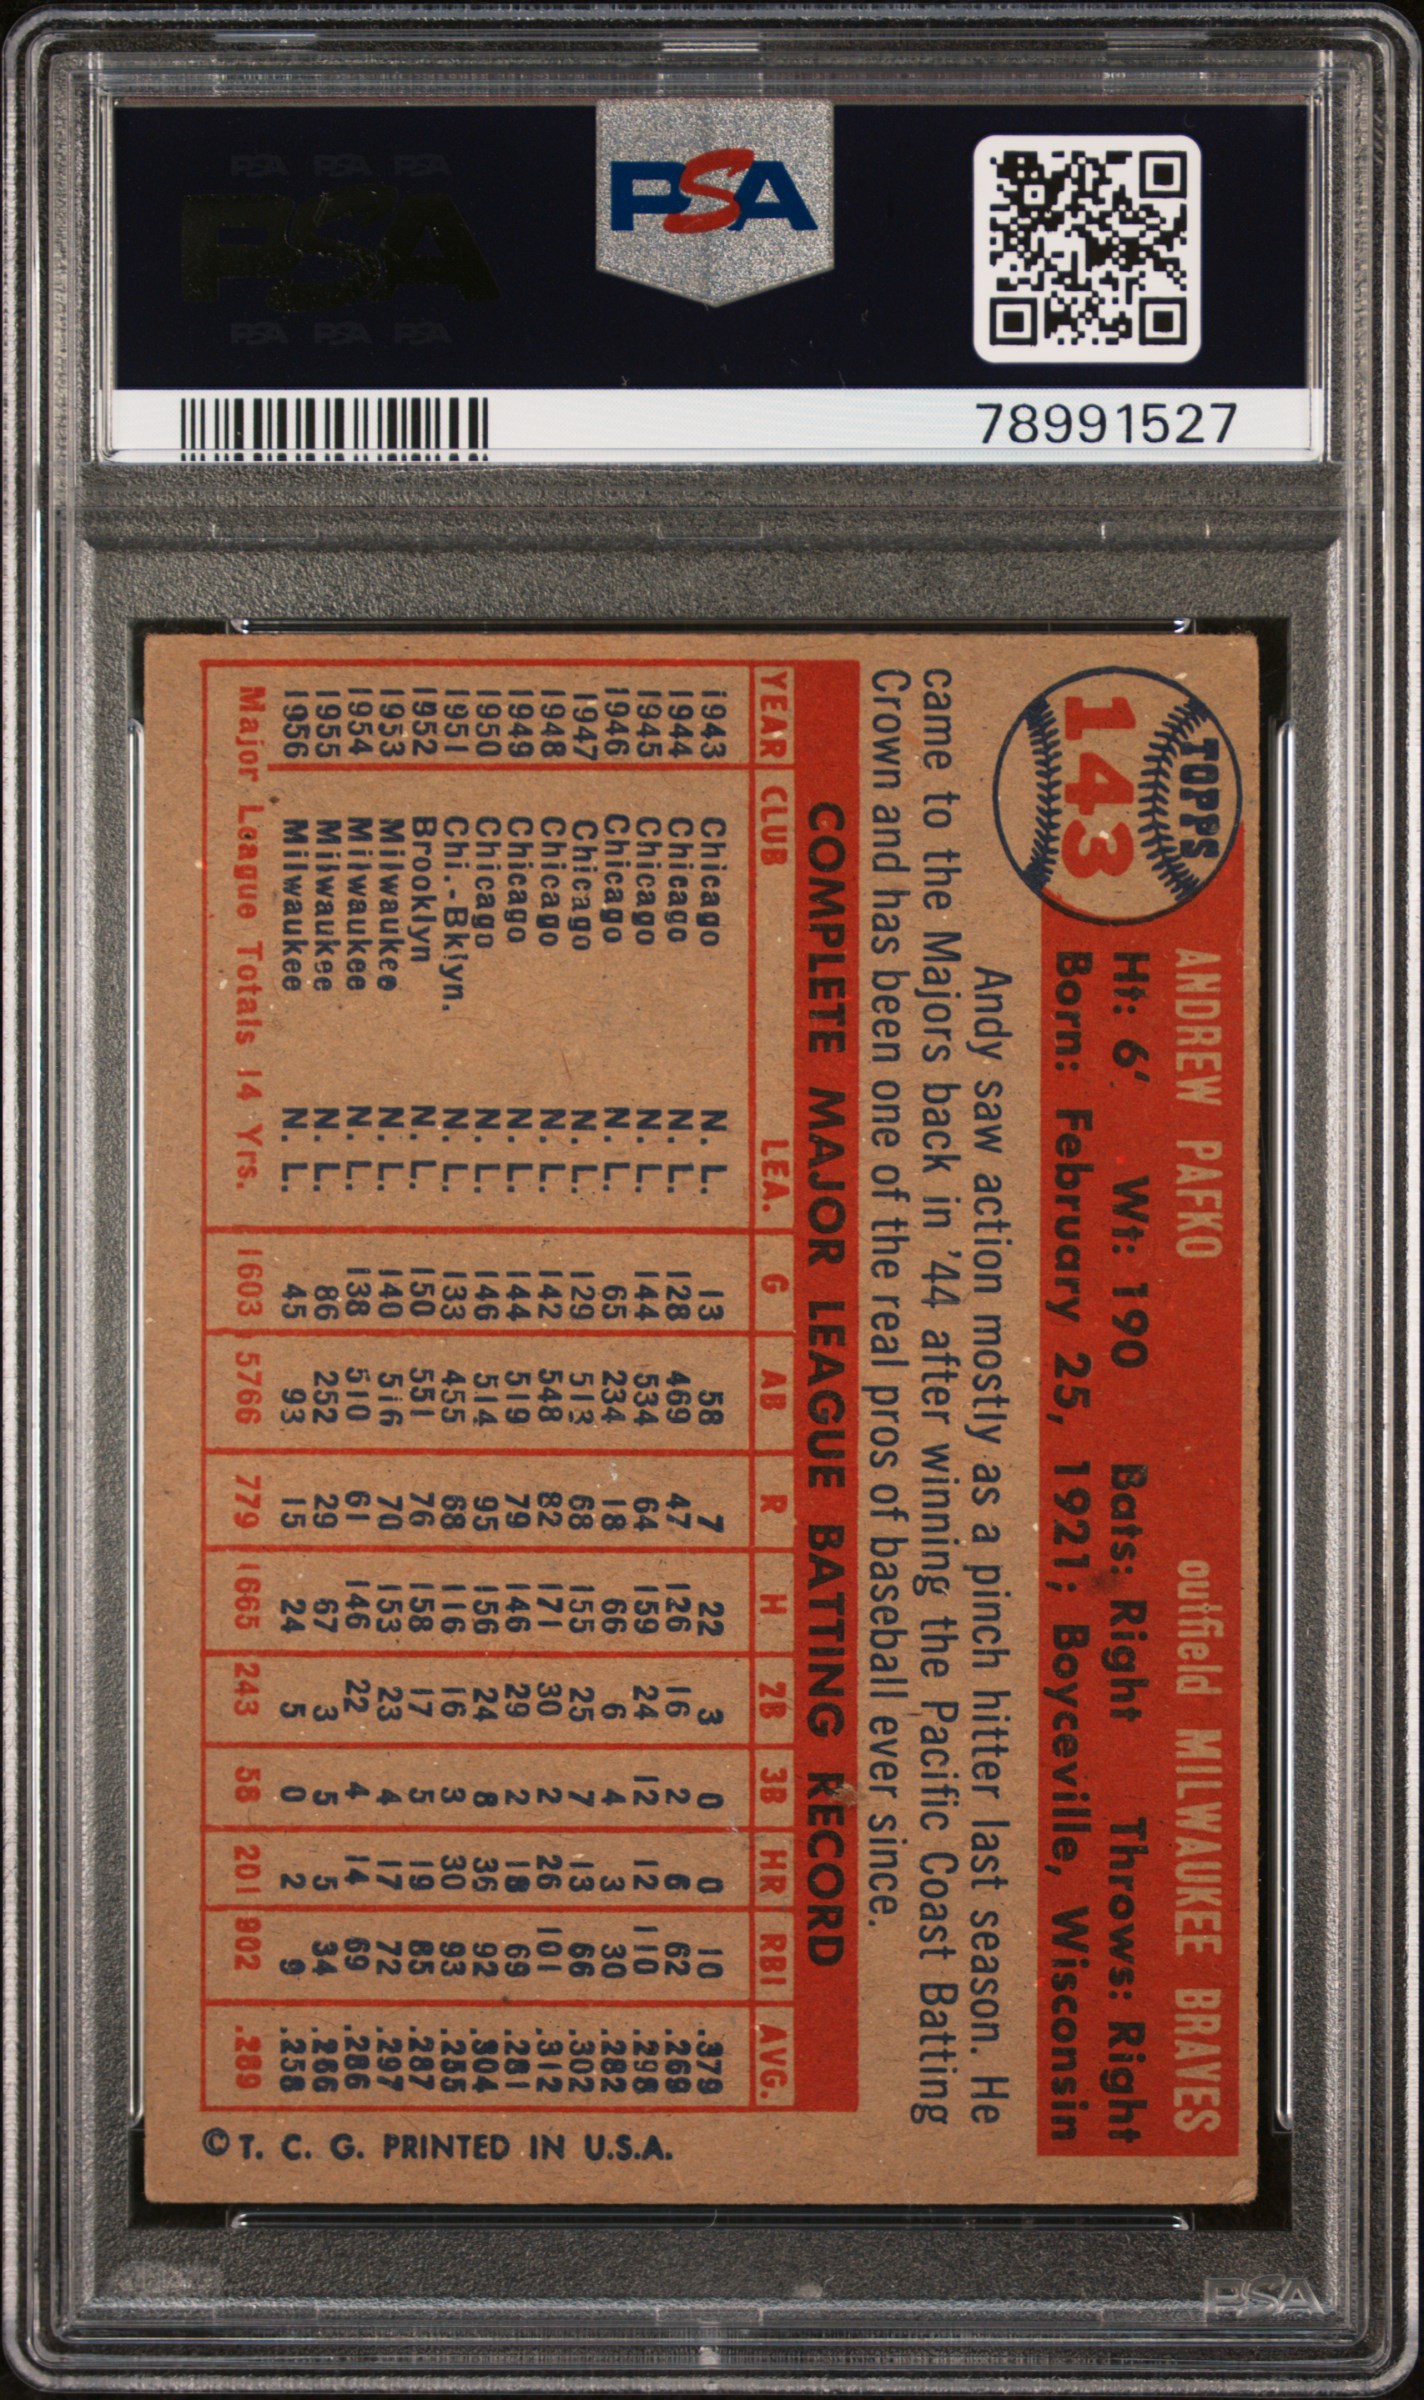 PSA PSA PSA
PSA
PSA PSA PSA
PSA
78991527
TOPPS
143
ANDREW PAFKO outfield MILWAUKEE BRAVES
Ht: 6' Wt: 190 Bats: Right Throws: Right
Born: February 25, 1921; Boyceville, Wisconsin
Andy saw action mostly as a pinch hitter last season. He
came to the Majors back in '44 after winning the Pacific Coast Batting
Crown and has been one of the real pros of baseball ever since.
COMPLETE MAJOR LEAGUE BATTING RECORD
YEAR CLUB LEA. G AB R H 2B 3B HR RBI AVG.
1943 Chicago N. L. 13 58 7 22 3 0 0 10 .379
1944 Chicago N. L. 128 469 47 126 16 2 6 62 .269
1945 Chicago N. L. 144 534 64 159 24 12 12 110 .298
1946 Chicago N. L. 65 234 18 66 6 4 3 30 .282
1947 Chicago N. L. 129 513 68 155 25 7 13 66 .302
1948 Chicago N. L. 142 548 82 171 30 2 26 101 .312
1949 Chicago N. L. 144 519 79 146 29 2 18 69 .281
1950 Chicago N. L. 146 514 95 156 24 8 36 92 .304
1951 Chi.-Bklyn. N. L. 133 455 68 116 16 3 30 93 .255
1952 Brooklyn N. L. 150 551 76 158 17 5 19 85 .287
1953 Milwaukee N. L. 140 516 70 153 23 4 17 72 .297
1954 Milwaukee N. L. 138 510 61 146 22 4 14 69 .286
1955 Milwaukee N. L. 86 252 29 67 3 5 5 34 .266
1956 Milwaukee N. L. 45 93 15 24 5 0 2 9 .258
Major League Totals 14 Yrs. 1603 5766 779 1665 243 58 201 902 .289
© T. C. G. PRINTED IN U.S.A.
PSA